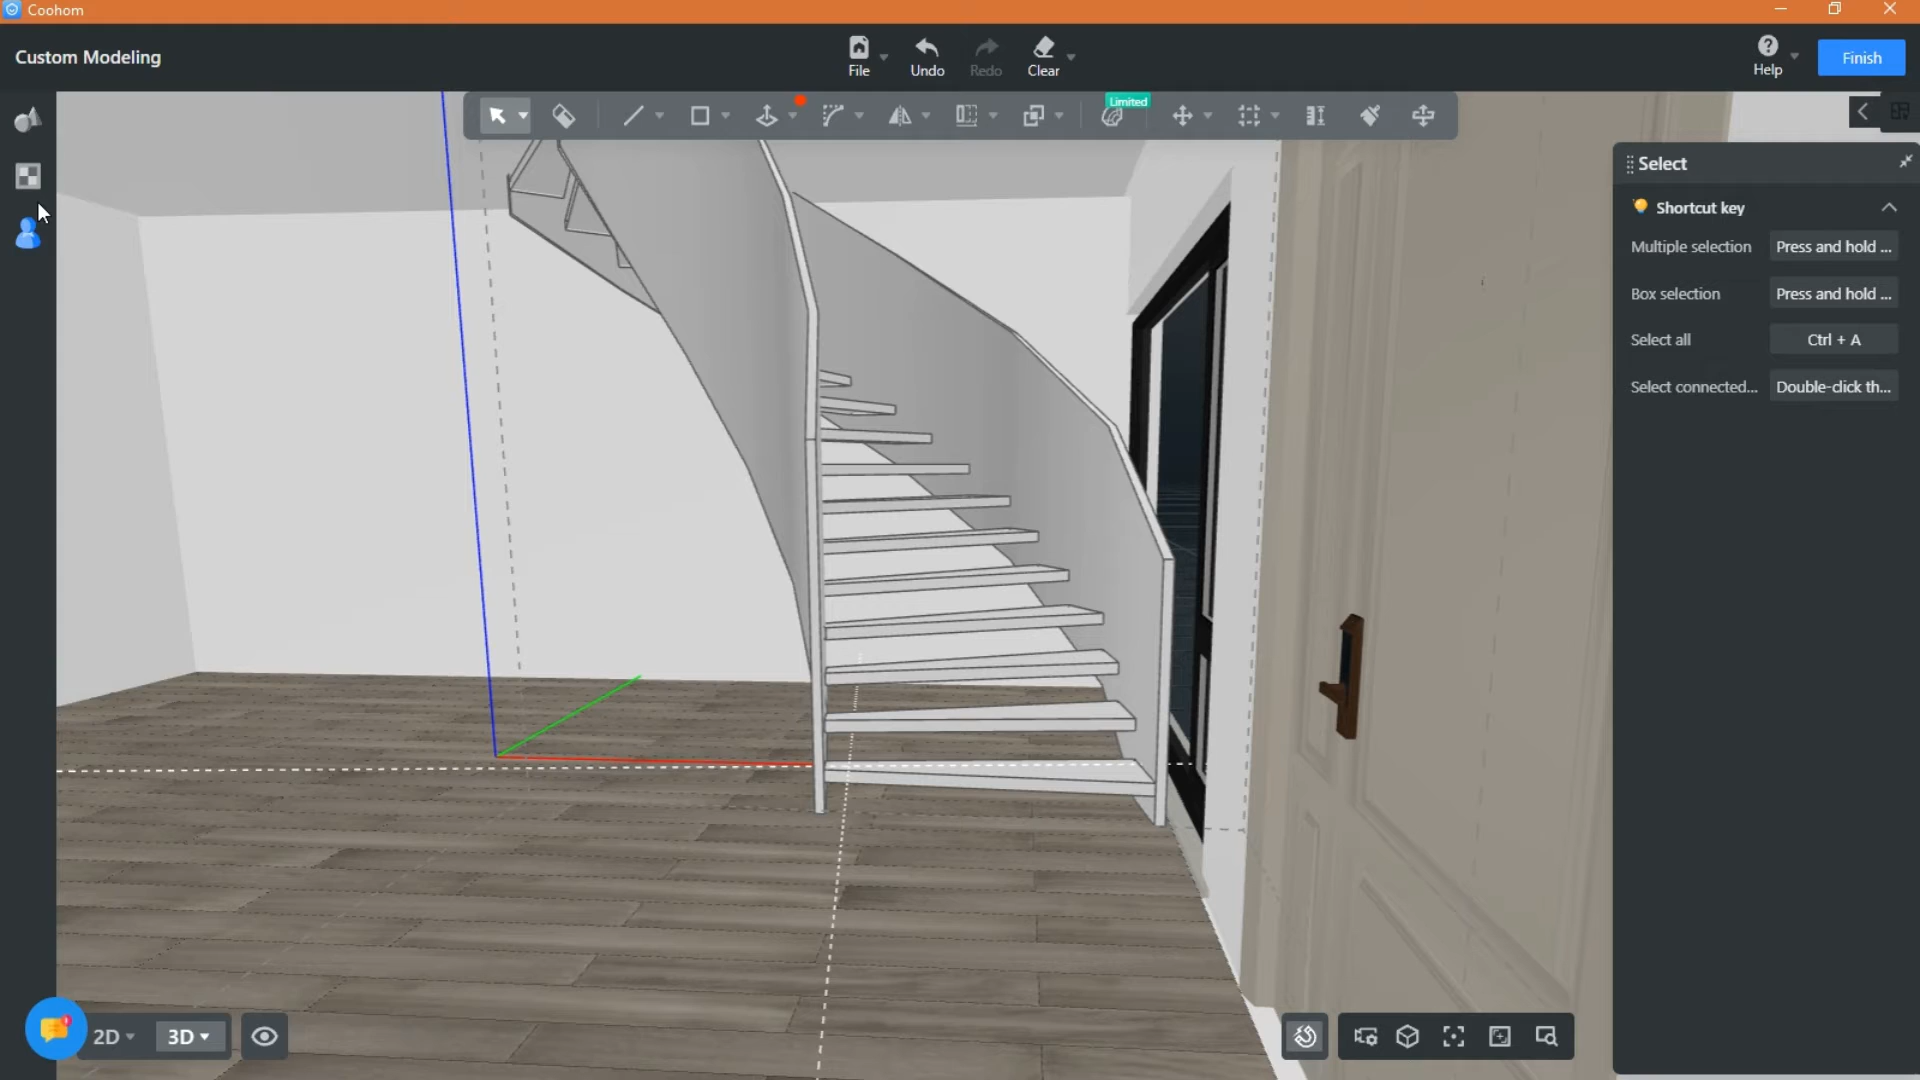 Coohom
Custom Modeling
File
Undo
Redo
Clear
Help
Finish
Limited
Select
Shortcut key
Multiple selection
Press and hold ...
Box selection
Press and hold ...
Select all
Ctrl + A
Select connected...
Double-click th...
2D
3D